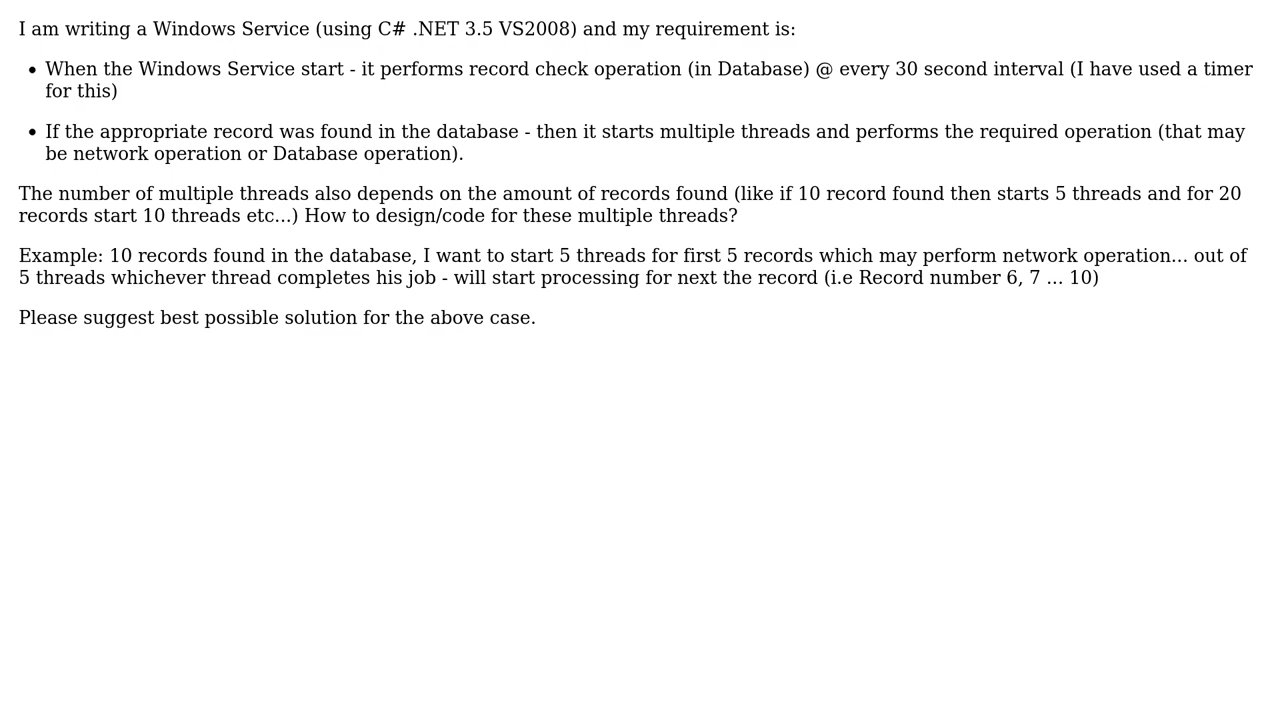 I am writing a Windows Service (using C# .NET 3.5 VS2008) and my requirement is:
• When the Windows Service start - it performs record check operation (in Database) @ every 30 second interval (I have used a timer
for this)
• If the appropriate record was found in the database - then it starts multiple threads and performs the required operation (that may
be network operation or Database operation).
The number of multiple threads also depends on the amount of records found (like if 10 record found then starts 5 threads and for 20
records start 10 threads etc...) How to design/code for these multiple threads?
Example: 10 records found in the database, I want to start 5 threads for first 5 records which may perform network operation... out of
5 threads whichever thread completes his job - will start processing for next the record (i.e Record number 6, 7 ... 10)
Please suggest best possible solution for the above case.